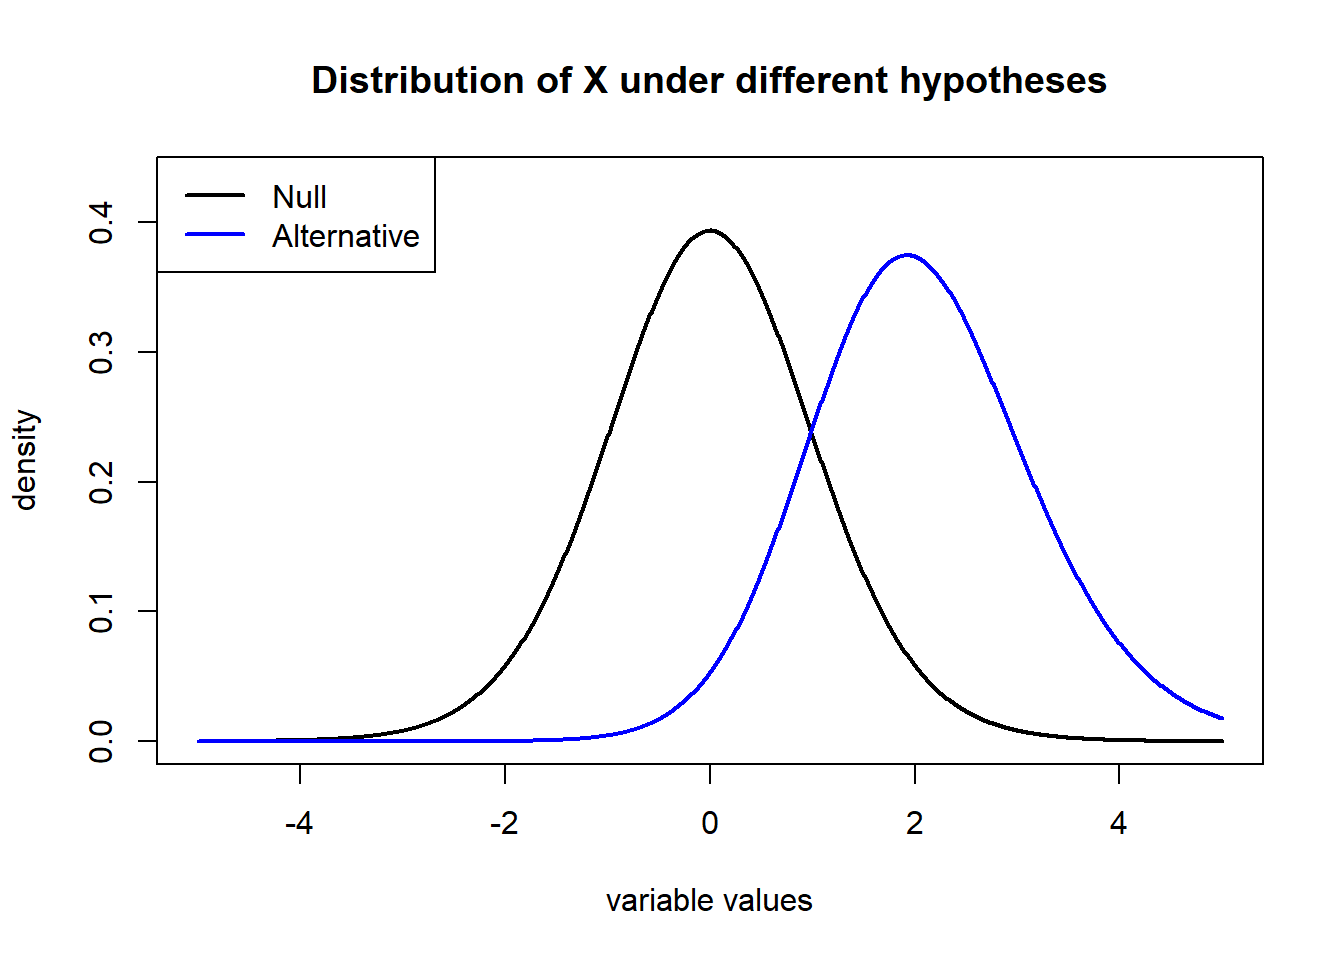 Distribution of X under different hypotheses
Null
Alternative
density
0.4
0.3
0.2
0.1
0.0
-4 -2 0 2 4
variable values